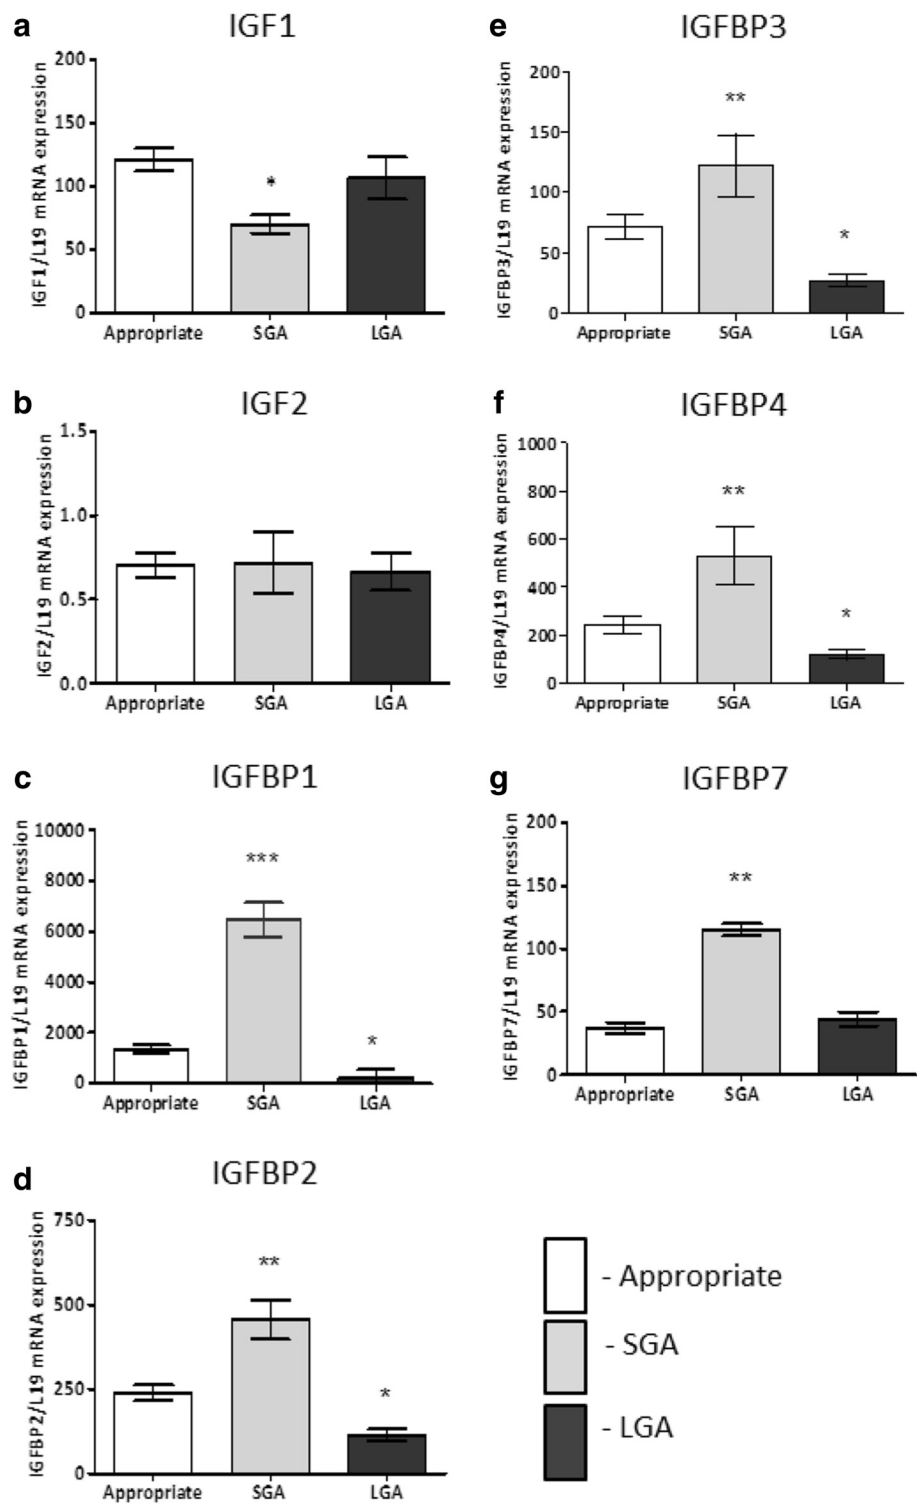 a
IGF1
IGF1/L19 mRNA expression
200
150
100
50
0
*
Appropriate SGA LGA
b
IGF2
IGF2/L19 mRNA expression
1.5
1.0
0.5
0.0
Appropriate SGA LGA
c
IGFBP1
IGFBP1/L19 mRNA expression
10000
8000
6000
4000
2000
0
***
*
Appropriate SGA LGA
d
IGFBP2
IGFBP2/L19 mRNA expression
750
500
250
0
**
*
Appropriate SGA LGA
e
IGFBP3
IGFBP3/L19 mRNA expression
200
150
100
50
0
**
*
Appropriate SGA LGA
f
IGFBP4
IGFBP4/L19 mRNA expression
1000
800
600
400
200
0
**
*
Appropriate SGA LGA
g
IGFBP7
IGFBP7/L19 mRNA expression
200
150
100
50
0
**
Appropriate SGA LGA
- Appropriate
- SGA
- LGA